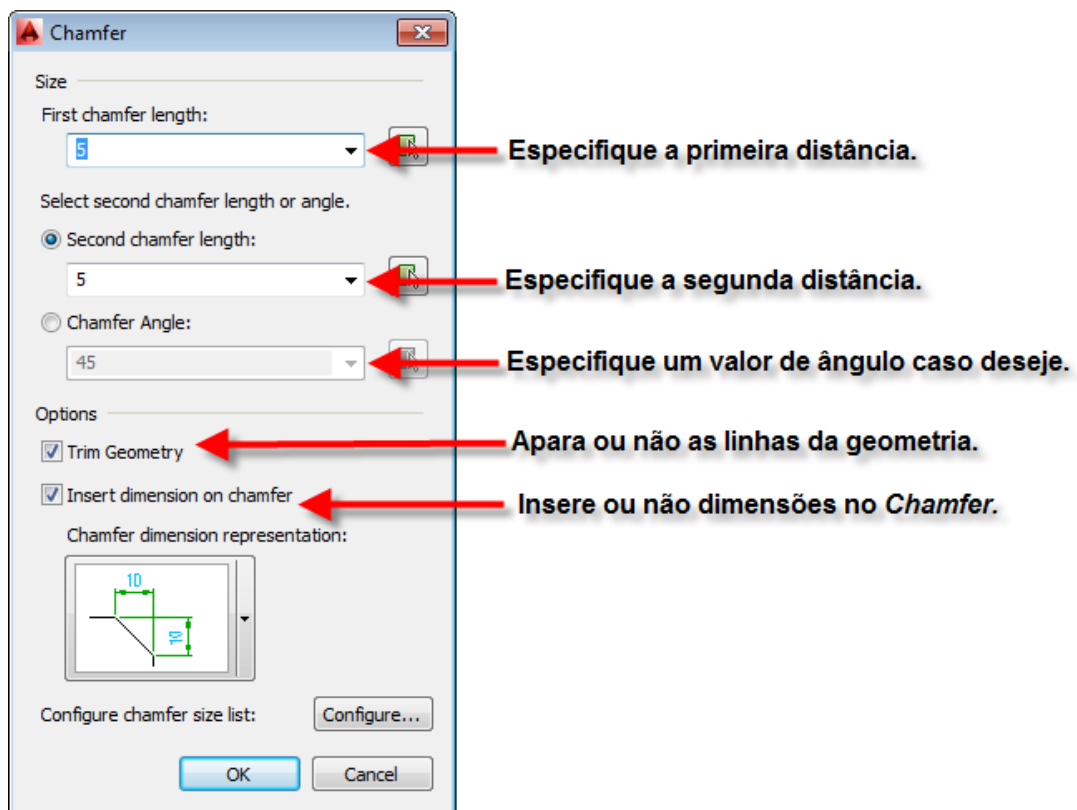 Chamfer
Size
First chamfer length:
5
Especifique a primeira distância.
Select second chamfer length or angle.
Second chamfer length:
5
Especifique a segunda distância.
Chamfer Angle:
45
Especifique um valor de ângulo caso deseje.
Options
Trim Geometry
Apara ou não as linhas da geometria.
Insert dimension on chamfer
Insere ou não dimensões no Chamfer.
Chamfer dimension representation:
10
10
Configure chamfer size list:
Configure...
OK
Cancel